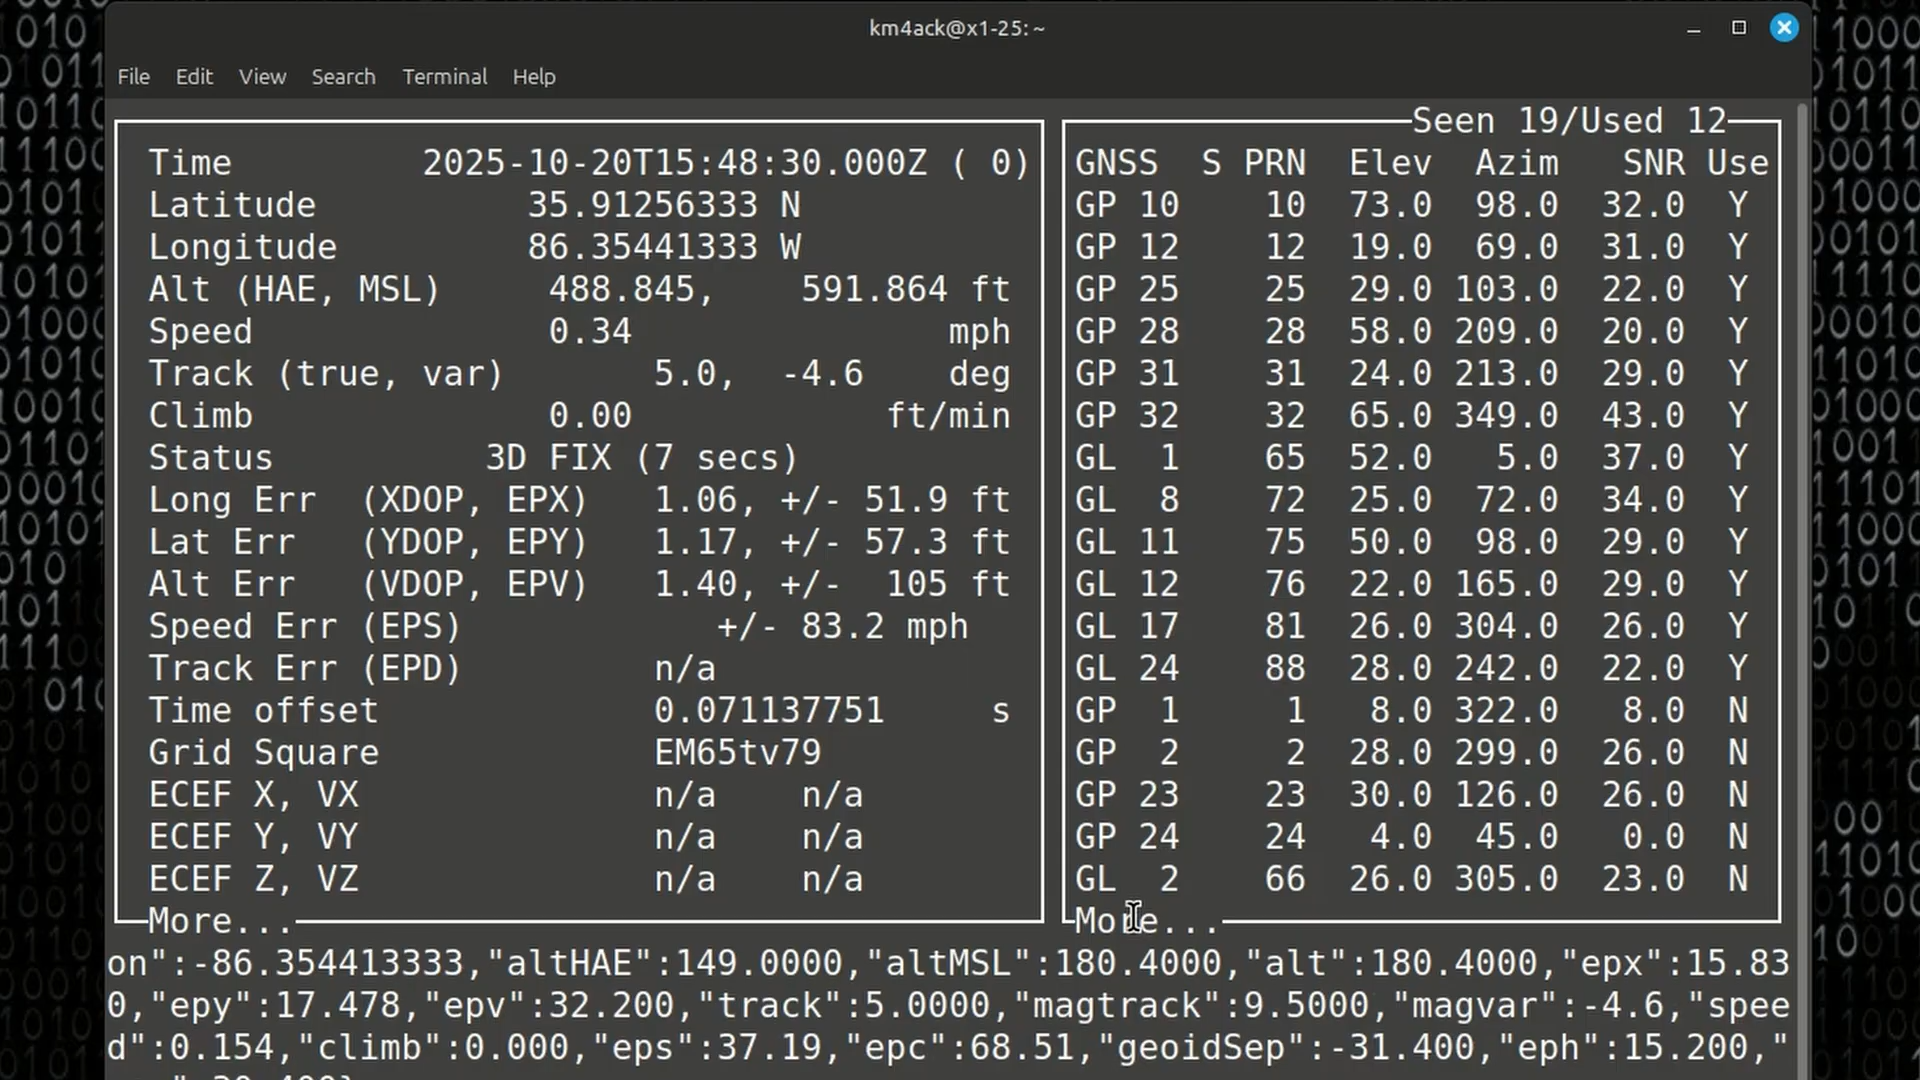 km4ack@x1-25: ~
File Edit View Search Terminal Help
Time 2025-10-20T15:48:30.000Z ( 0)
Latitude 35.91256333 N
Longitude 86.35441333 W
Alt (HAE, MSL) 488.845, 591.864 ft
Speed 0.34 mph
Track (true, var) 5.0, -4.6 deg
Climb 0.00 ft/min
Status 3D FIX (7 secs)
Long Err (XDOP, EPX) 1.06, +/- 51.9 ft
Lat Err (YDOP, EPY) 1.17, +/- 57.3 ft
Alt Err (VDOP, EPV) 1.40, +/- 105 ft
Speed Err (EPS) +/- 83.2 mph
Track Err (EPD) n/a
Time offset 0.071137751 s
Grid Square EM65tv79
ECEF X, VX n/a n/a
ECEF Y, VY n/a n/a
ECEF Z, VZ n/a n/a
More...
Seen 19/Used 12
GNSS S PRN Elev Azim SNR Use
GP 10 10 73.0 98.0 32.0 Y
GP 12 12 19.0 69.0 31.0 Y
GP 25 25 29.0 103.0 22.0 Y
GP 28 28 58.0 209.0 20.0 Y
GP 31 31 24.0 213.0 29.0 Y
GP 32 32 65.0 349.0 43.0 Y
GL 1 65 52.0 5.0 37.0 Y
GL 8 72 25.0 72.0 34.0 Y
GL 11 75 50.0 98.0 29.0 Y
GL 12 76 22.0 165.0 29.0 Y
GL 17 81 26.0 304.0 26.0 Y
GL 24 88 28.0 242.0 22.0 Y
GP 1 1 8.0 322.0 8.0 N
GP 2 2 28.0 299.0 26.0 N
GP 23 23 30.0 126.0 26.0 N
GP 24 24 4.0 45.0 0.0 N
GL 2 66 26.0 305.0 23.0 N
More...
on":-86.354413333,"altHAE":149.0000,"altMSL":180.4000,"alt":180.4000,"epx":15.83
0,"epy":17.478,"epv":32.200,"track":5.0000,"magtrack":9.5000,"magvar":-4.6,"spee
d":0.154,"climb":0.000,"eps":37.19,"epc":68.51,"geoidSep":-31.400,"eph":15.200,"